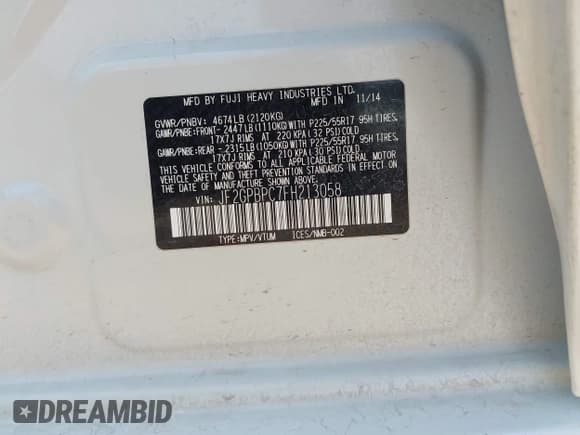 MFD BY FUJI HEAVY INDUSTRIES LTD.
MADE IN JAPAN 11/14
GVWR/PNBV: 4674LB(2120KG)
GAWR/PNBE:FRONT- 2447LB(1110KG)WITH P225/55R17 95H TIRES,
17X7J RIMS AT 220 KPA(32 PSI)COLD
GAWR/PNBE:REAR -2315LB(1050KG)WITH P225/55R17 95H TIRES,
17X7J RIMS AT 210 KPA(30 PSI)COLD
THIS VEHICLE CONFORMS TO ALL APPLICABLE FEDERAL MOTOR
VEHICLE SAFETY AND BUMPER STANDARDS IN EFFECT ON
THE DATE OF MANUFACTURE SHOWN ABOVE.
VIN: JF2GPBPC7FH213058
TYPE:MPV/VTUM ICES/NMB-002
DREAMBID